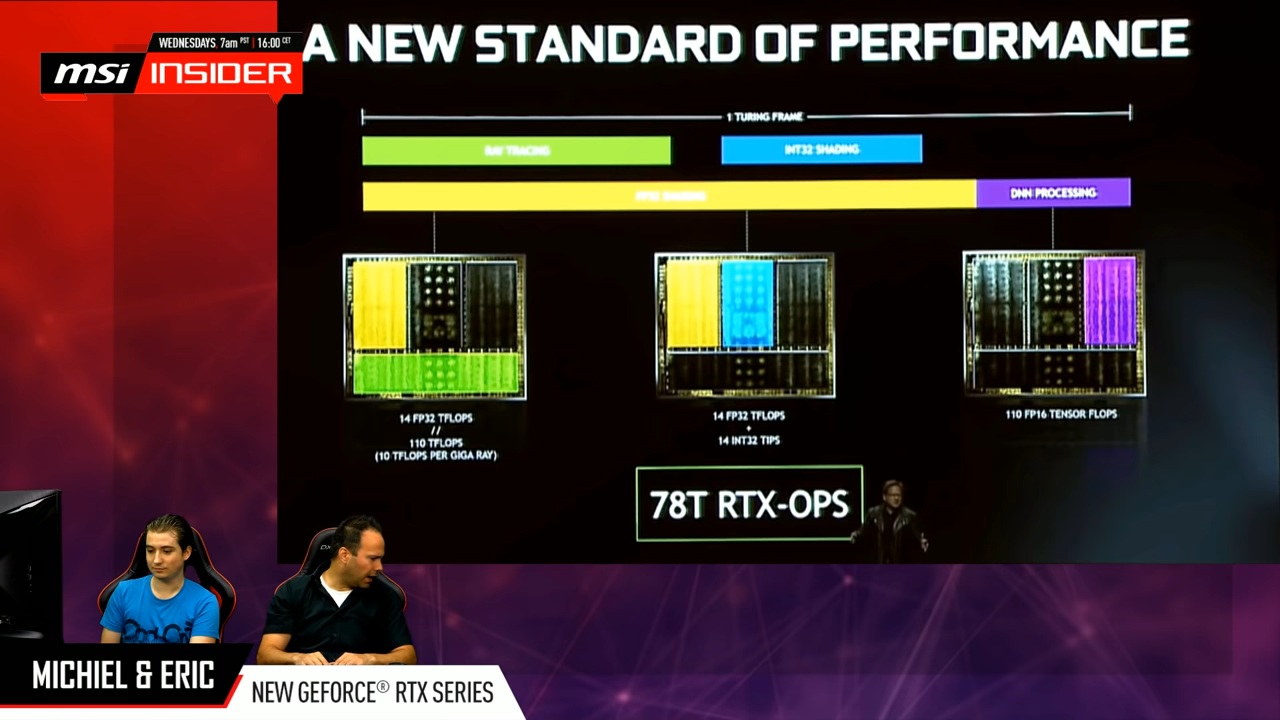 WEDNESDAYS, 7am PST | 16:00 CET
msi INSIDER
A NEW STANDARD OF PERFORMANCE
1 TURING FRAME
RAY TRACING
INT32 SHADING
DNN PROCESSING
14 FP32 TFLOPS
//
110 TFLOPS
(10 TFLOPS PER GIGA RAY)
14 FP32 TFLOPS
+
14 INT32 TIPS
110 FP16 TENSOR FLOPS
78T RTX-OPS
MICHIEL & ERIC
NEW GEFORCE® RTX SERIES